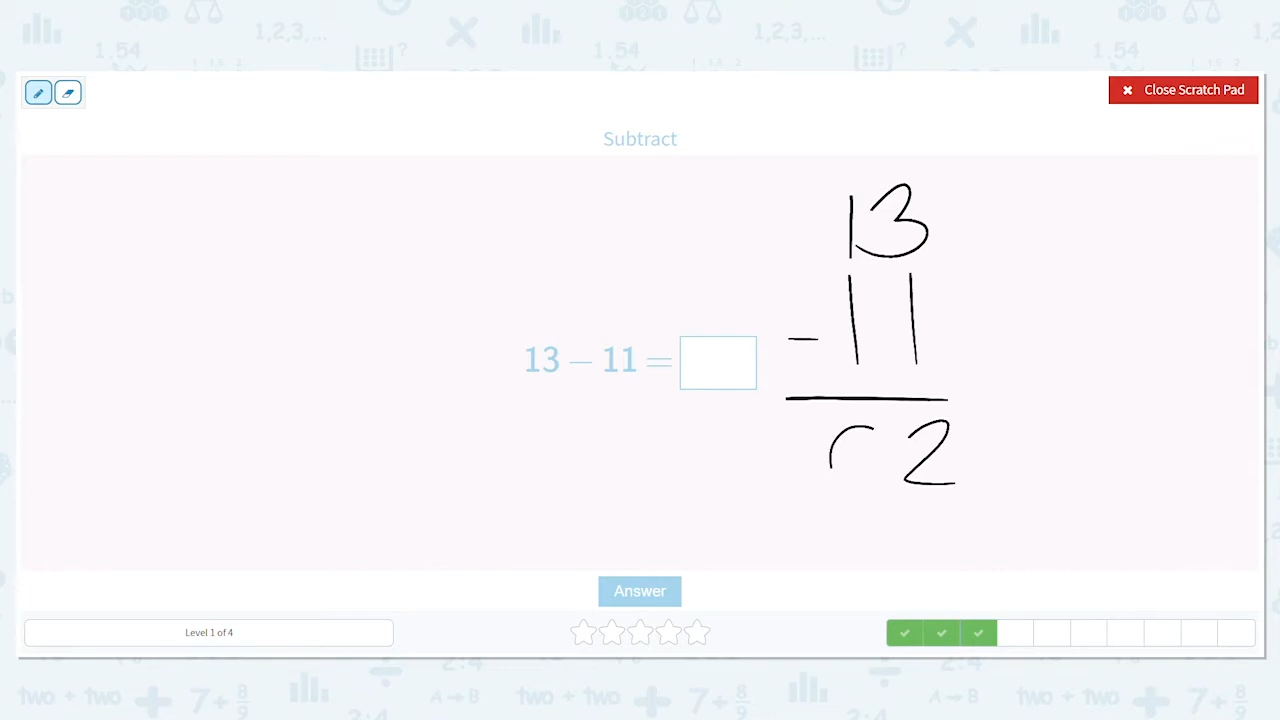 Close Scratch Pad
Subtract
13
- 11
2
13 − 11 =
Answer
Level 1 of 4